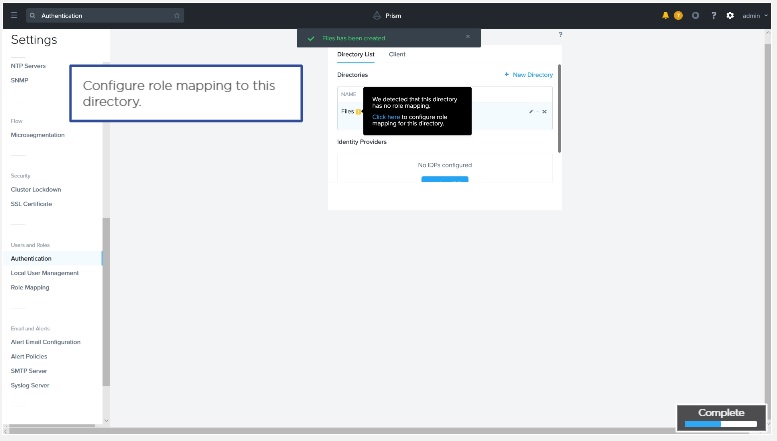 Authentication
Prism
?
admin
Settings
Files has been created
×
?
NTP Servers
SNMP
Configure role mapping to this
directory.
Flow
Microsegmentation
Security
Cluster Lockdown
SSL Certificate
Users and Roles
Authentication
Local User Management
Role Mapping
Email and Alerts
Alert Email Configuration
Alert Policies
SMTP Server
Syslog Server
Directory List
Client
Directories
+ New Directory
NAME
Files
We detected that this directory
has no role mapping.
Click here to configure role
mapping for this directory.
Identity Providers
No IDPs configured
Complete